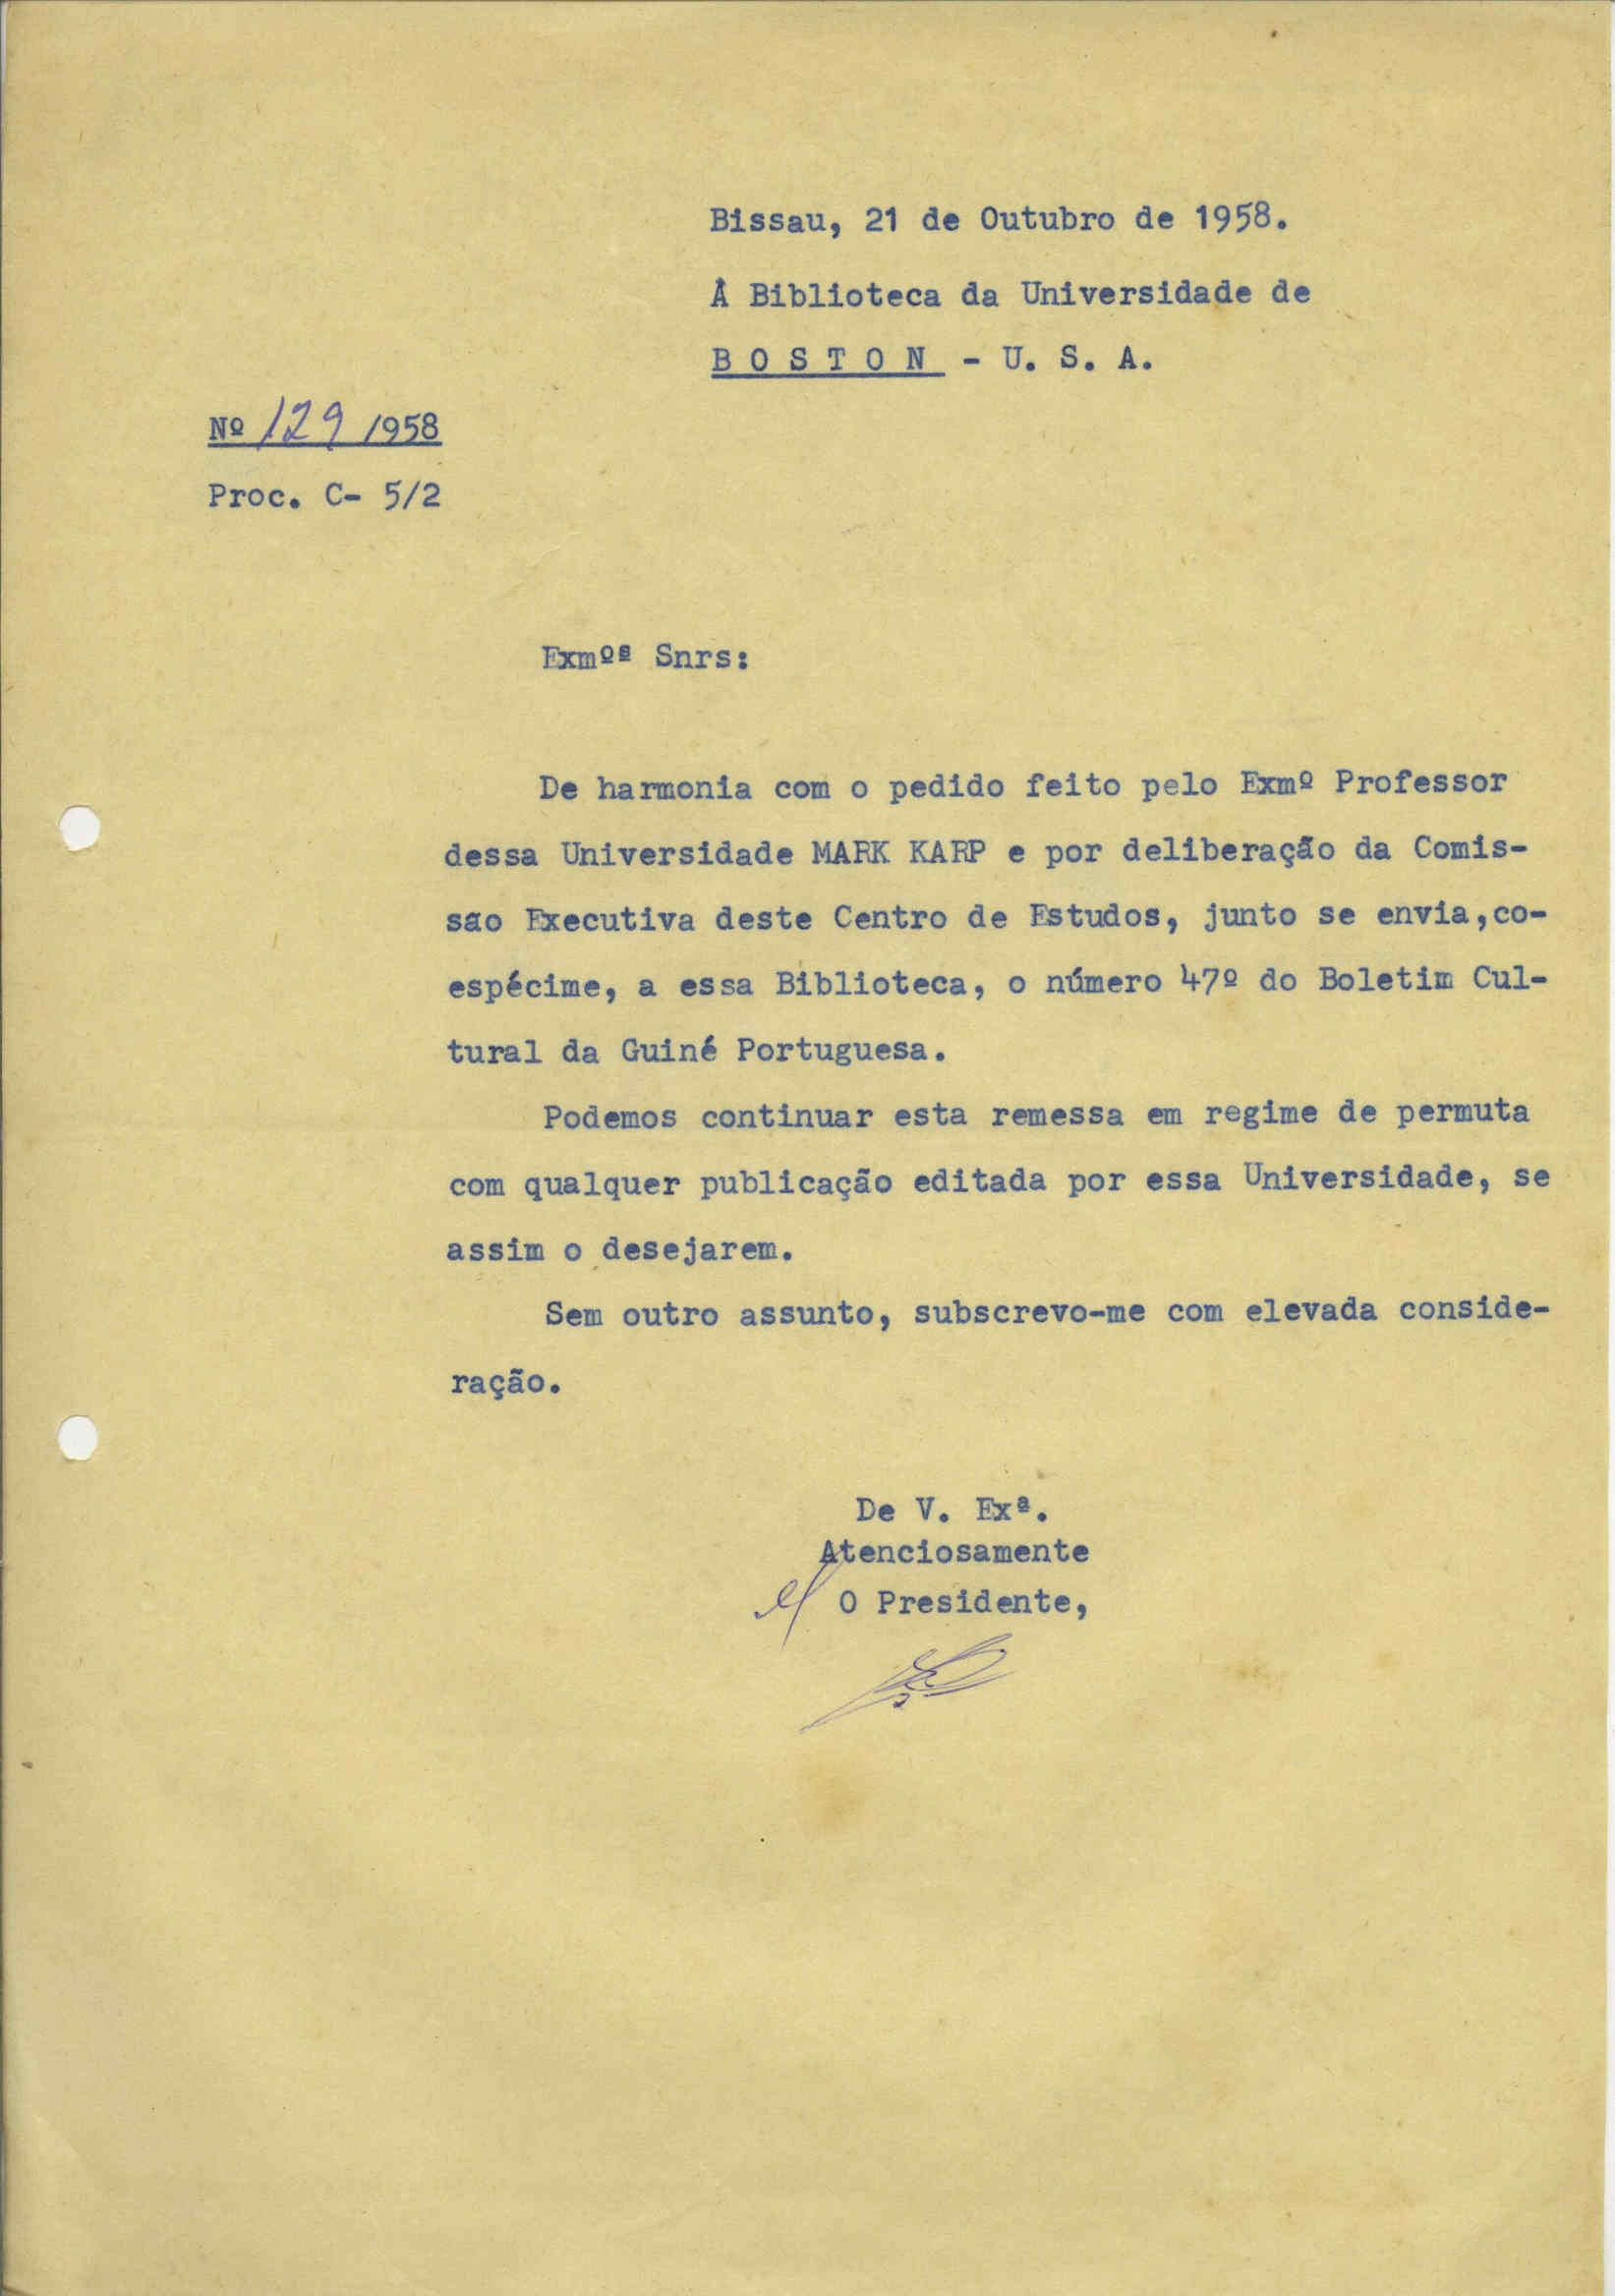 Bissau, 21 de Outubro de 1958.
À Biblioteca da Universidade de
B O S T O N - U. S. A.
Nº 129 /958
Proc. C- 5/2
Exmºˢ Snrs:
De harmonia com o pedido feito pelo Exmº Professor
dessa Universidade MARK KARP e por deliberação da Comis-
sao Executiva deste Centro de Estudos, junto se envia,co-
espécime, a essa Biblioteca, o número 47º do Boletim Cul-
tural da Guiné Portuguesa.
Podemos continuar esta remessa em regime de permuta
com qualquer publicação editada por essa Universidade, se
assim o desejarem.
Sem outro assunto, subscrevo-me com elevada conside-
ração.
De V. Exª.
Atenciosamente
O Presidente,